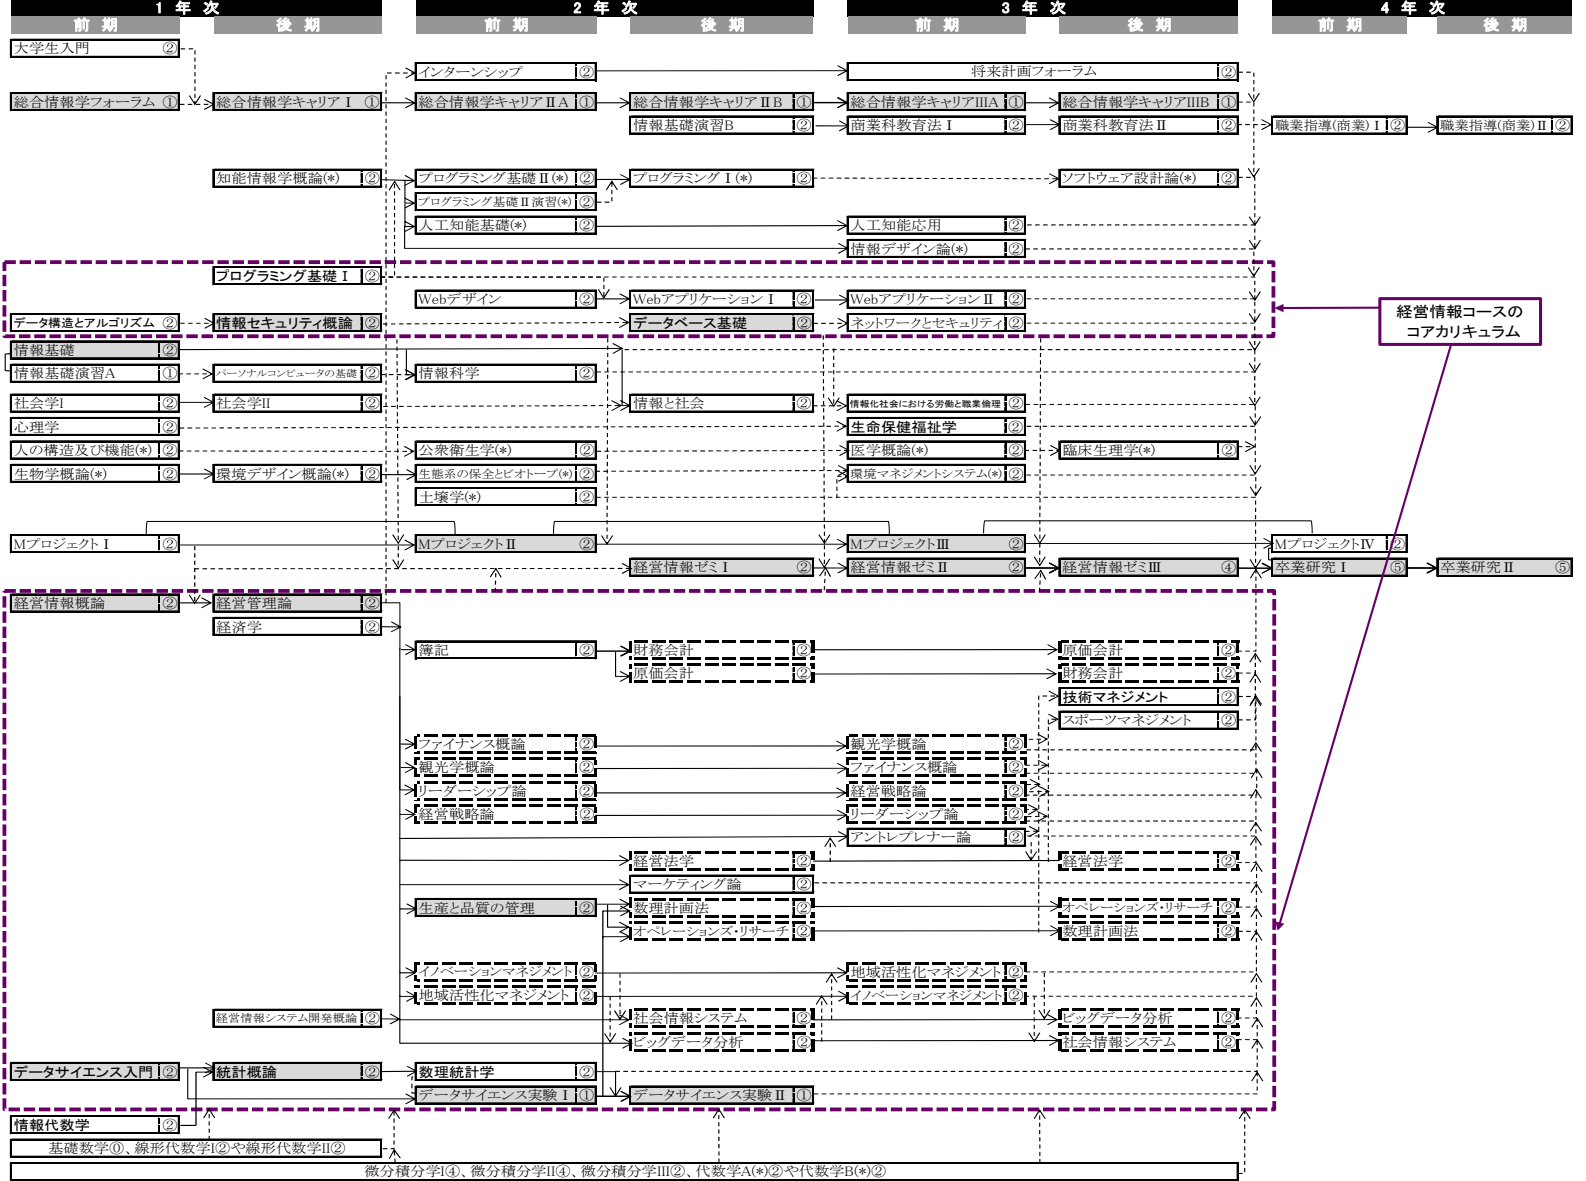 1 年 次 2 年 次 3 年 次 4 年 次
前 期 後 期 前 期 後 期 前 期 後 期 前 期 後 期
大学生入門 ②
インターンシップ ② 将来計画フォーラム ②
総合情報学フォーラム ① 総合情報学キャリア I ① 総合情報学キャリア II A ① 総合情報学キャリア II B ① 総合情報学キャリアIIIA ① 総合情報学キャリアIIIB ①
情報基礎演習B ② 商業科教育法 I ② 商業科教育法 II ② 職業指導(商業) I ② 職業指導(商業) II ②
知能情報学概論(*) ② プログラミング基礎 II (*) ② プログラミング I (*) ② ソフトウェア設計論(*) ②
プログラミング基礎 II 演習(*) ②
人工知能基礎(*) ② 人工知能応用 ②
情報デザイン論(*) ②
プログラミング基礎 I ②
Webデザイン ② Webアプリケーション I ② Webアプリケーション II ②
経営情報コースの
コアカリキュラム
データ構造とアルゴリズム ② 情報セキュリティ概論 ② データベース基礎 ② ネットワークとセキュリティ ②
情報基礎 ②
情報基礎演習A ① パーソナルコンピュータの基礎 ② 情報科学 ②
社会学I ② 社会学II ② 情報と社会 ② 情報化社会における労働と職業倫理 ②
心理学 ② 生命保健福祉学 ②
人の構造及び機能(*) ② 公衆衛生学(*) ② 医学概論(*) ② 臨床生理学(*) ②
生物学概論(*) ② 環境デザイン概論(*) ② 生態系の保全とビオトープ(*) ② 環境マネジメントシステム(*) ②
土壌学(*) ②
Mプロジェクト I ② Mプロジェクト II ② Mプロジェクト III ② Mプロジェクト IV ②
経営情報ゼミ I ② 経営情報ゼミ II ② 経営情報ゼミ III ④ 卒業研究 I ⑤ 卒業研究 II ⑤
経営情報概論 ② 経営管理論 ②
経済学 ②
簿記 ② 財務会計 ② 原価会計 ②
原価会計 ② 財務会計 ②
技術マネジメント ②
スポーツマネジメント ②
ファイナンス概論 ② 観光学概論 ②
観光学概論 ② ファイナンス概論 ②
リーダーシップ論 ② 経営戦略論 ②
経営戦略論 ② リーダーシップ論 ②
アントレプレナー論 ②
経営法学 ② 経営法学 ②
マーケティング論 ②
生産と品質の管理 ② 数理計画法 ② オペレーションズ・リサーチ ②
オペレーションズ・リサーチ ② 数理計画法 ②
イノベーションマネジメント ② 地域活性化マネジメント ②
地域活性化マネジメント ② イノベーションマネジメント ②
経営情報システム開発概論 ② 社会情報システム ② ビッグデータ分析 ②
ビッグデータ分析 ② 社会情報システム ②
データサイエンス入門 ② 統計概論 ② 数理統計学 ②
データサイエンス実験 I ① データサイエンス実験 II ①
情報代数学 ②
基礎数学⓪、線形代数学I②や線形代数学II②
微分積分学I④、微分積分学II④、微分積分学III②、代数学A(*)②や代数学B(*)②